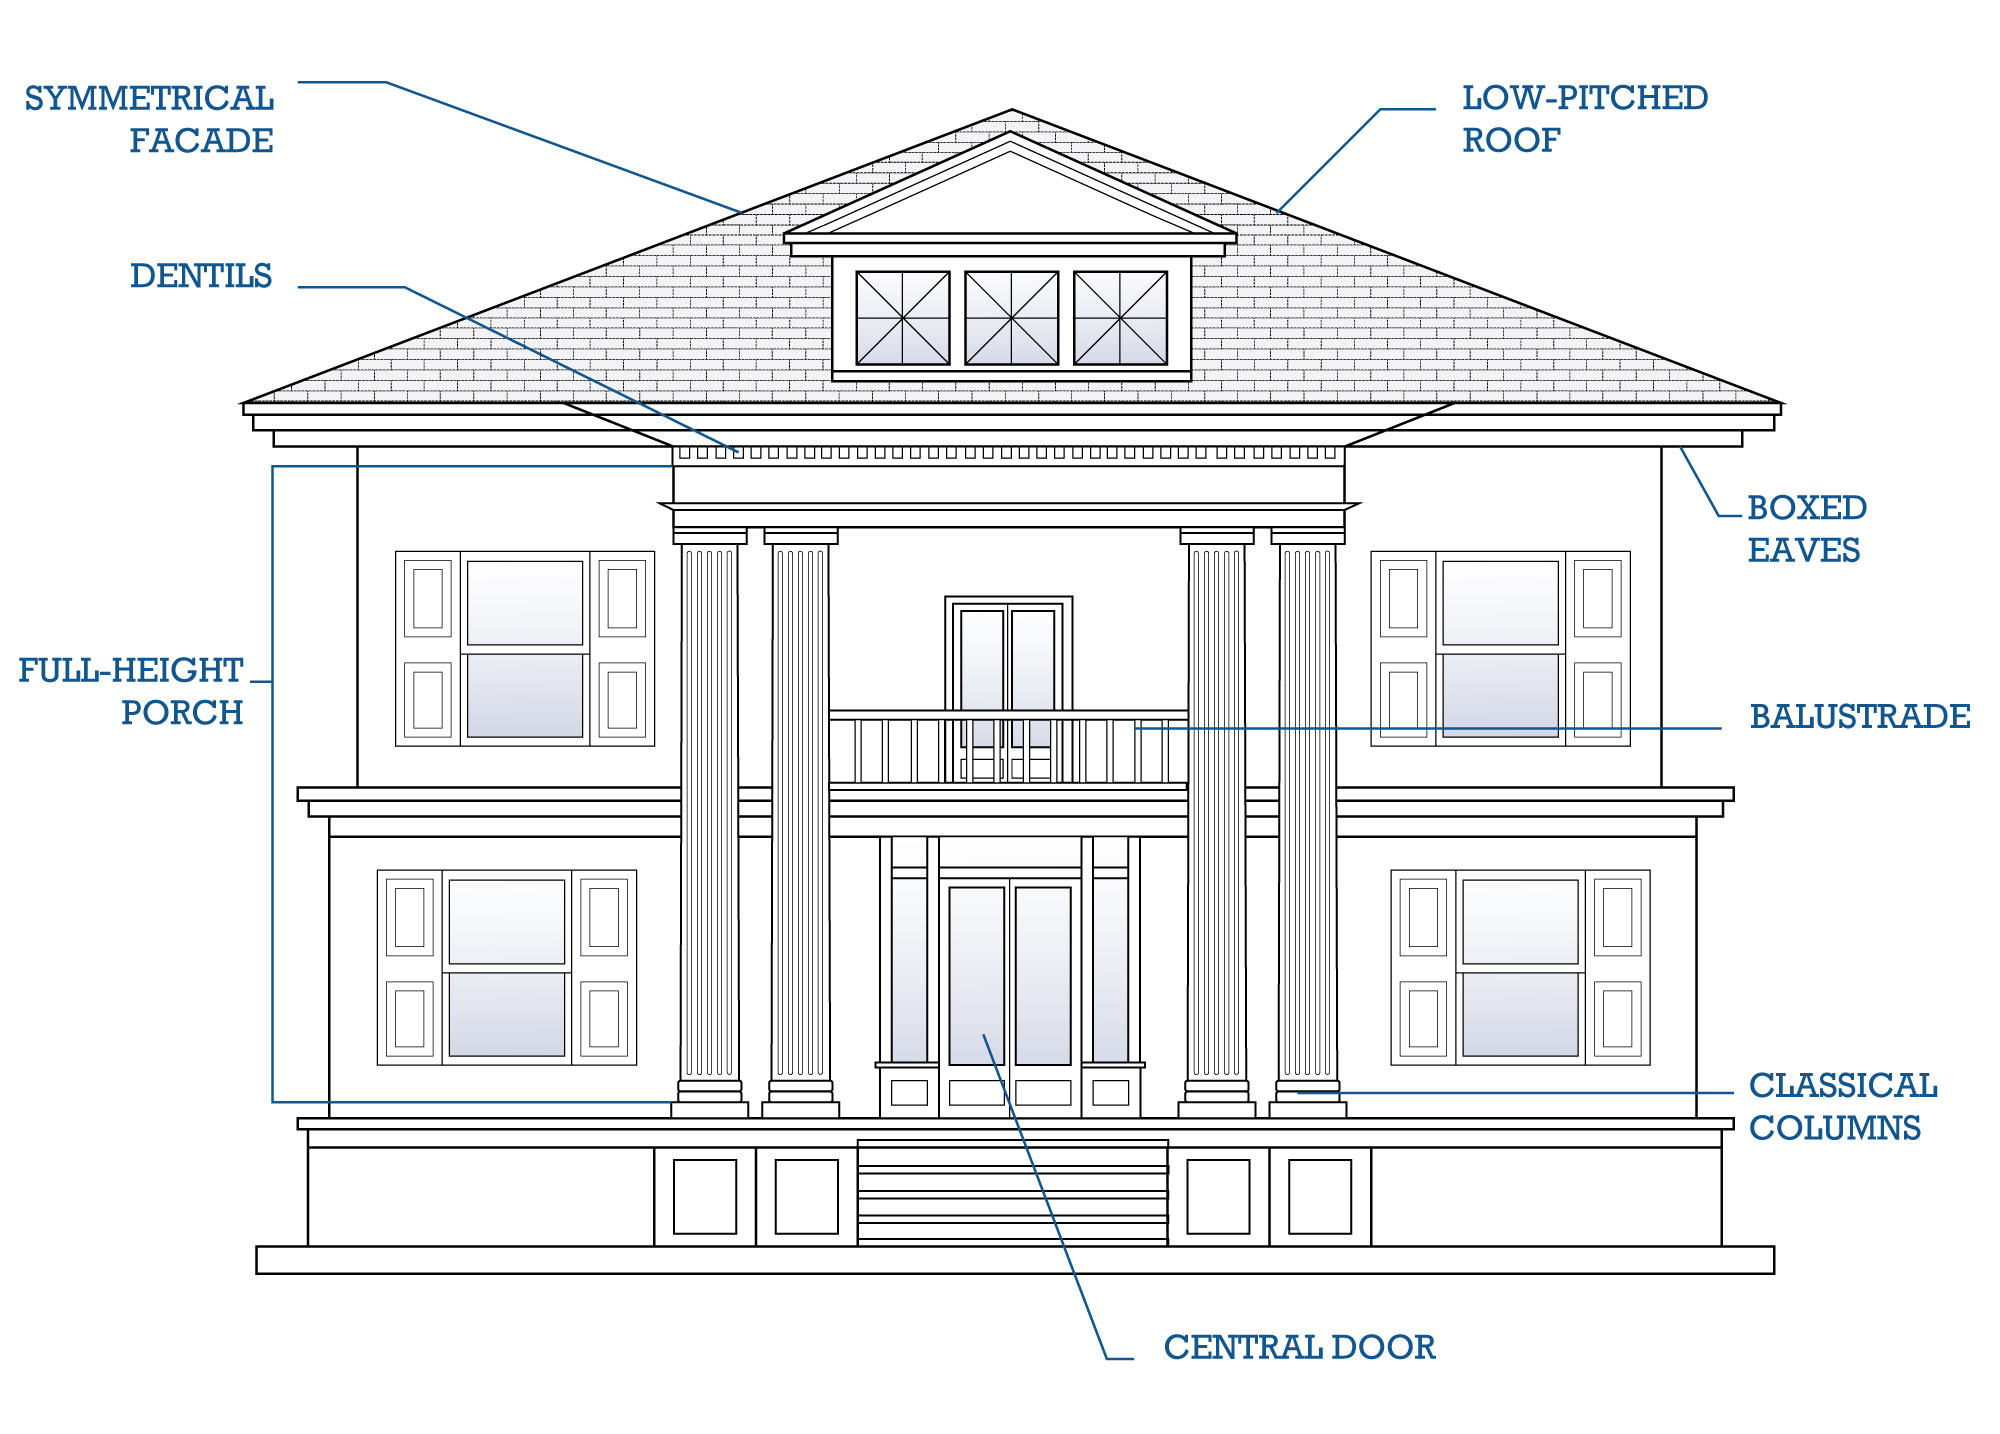 SYMMETRICAL
FACADE
LOW-PITCHED
ROOF
DENTILS
BOXED
EAVES
FULL-HEIGHT
PORCH
BALUSTRADE
CLASSICAL
COLUMNS
CENTRAL DOOR